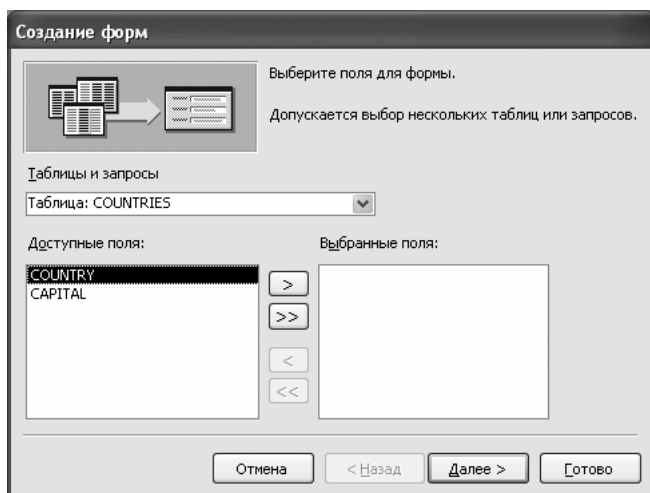 Создание форм
Выберите поля для формы.
Допускается выбор нескольких таблиц или запросов.
Таблицы и запросы
Таблица: COUNTRIES
Доступные поля:
Выбранные поля:
COUNTRY
CAPITAL
>
>>
<
<<
Отмена
< Назад
Далее >
Готово